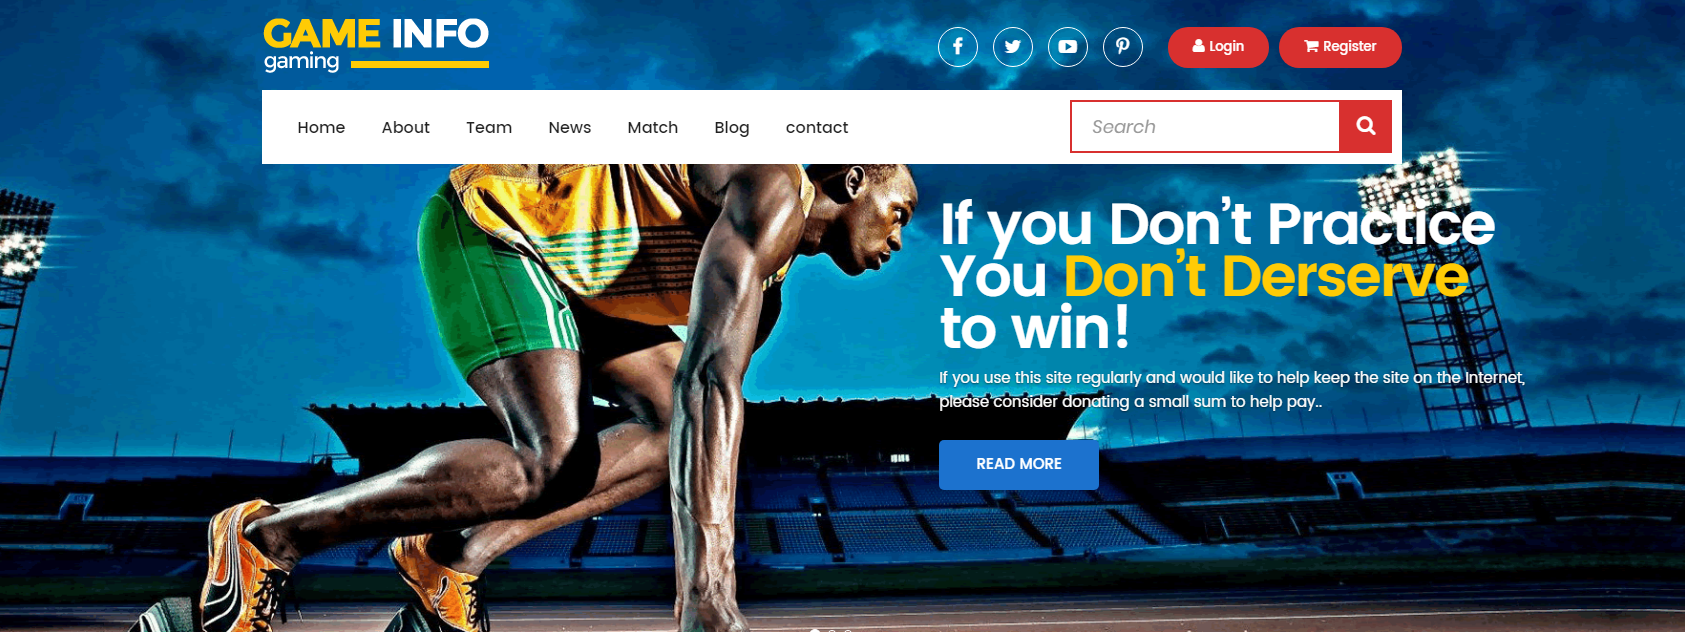 GAME INFO
gaming
Login
Register
Home
About
Team
News
Match
Blog
contact
Search
If you Don't Practice
You Don't Derserve
to win!
If you use this site regularly and would like to help keep the site on the Internet,
please consider donating a small sum to help pay..
READ MORE